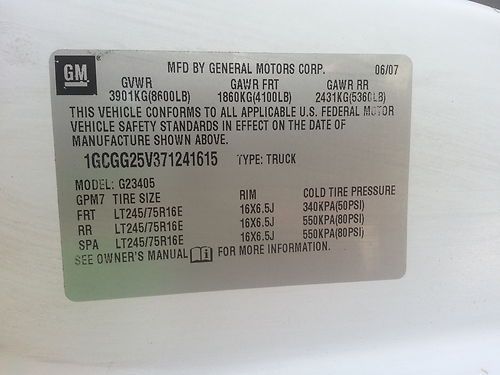 GM MFD BY GENERAL MOTORS CORP. 06/07
GVWR GAWR FRT GAWR RR
3901KG(8600LB) 1860KG(4100LB) 2431KG(5360LB)
THIS VEHICLE CONFORMS TO ALL APPLICABLE U.S. FEDERAL MOTOR
VEHICLE SAFETY STANDARDS IN EFFECT ON THE DATE OF
MANUFACTURE SHOWN ABOVE.
1GCGG25V371241615 TYPE: TRUCK
MODEL: G23405
GPM7 TIRE SIZE RIM COLD TIRE PRESSURE
FRT LT245/75R16E 16X6.5J 340KPA(50PSI)
RR LT245/75R16E 16X6.5J 550KPA(80PSI)
SPA LT245/75R16E 16X6.5J 550KPA(80PSI)
SEE OWNER'S MANUAL FOR MORE INFORMATION.